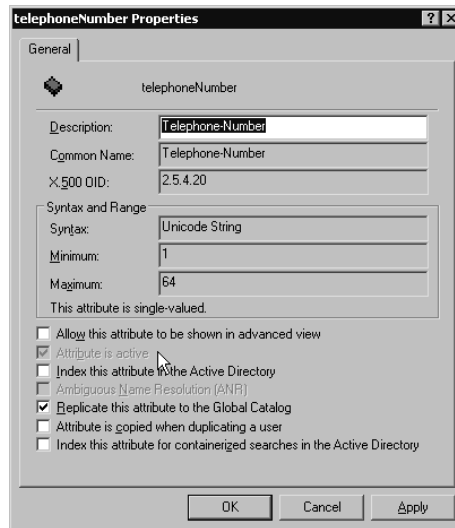 telephoneNumber Properties
General
telephoneNumber
Description: Telephone-Number
Common Name: Telephone-Number
X.500 OID: 2.5.4.20
Syntax and Range
Syntax: Unicode String
Minimum: 1
Maximum: 64
This attribute is single-valued.
Allow this attribute to be shown in advanced view
Attribute is active
Index this attribute in the Active Directory
Ambiguous Name Resolution (ANR)
Replicate this attribute to the Global Catalog
Attribute is copied when duplicating a user
Index this attribute for containerized searches in the Active Directory
OK Cancel Apply